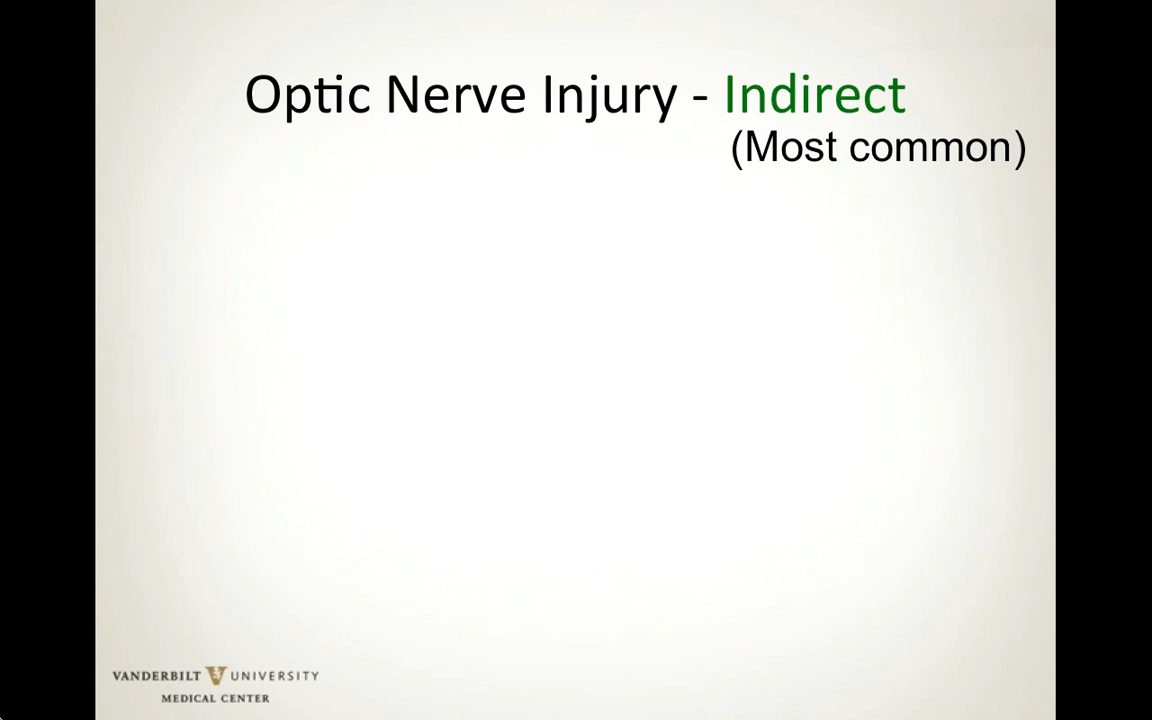 Optic Nerve Injury - Indirect
(Most common)
VANDERBILT V UNIVERSITY
MEDICAL CENTER